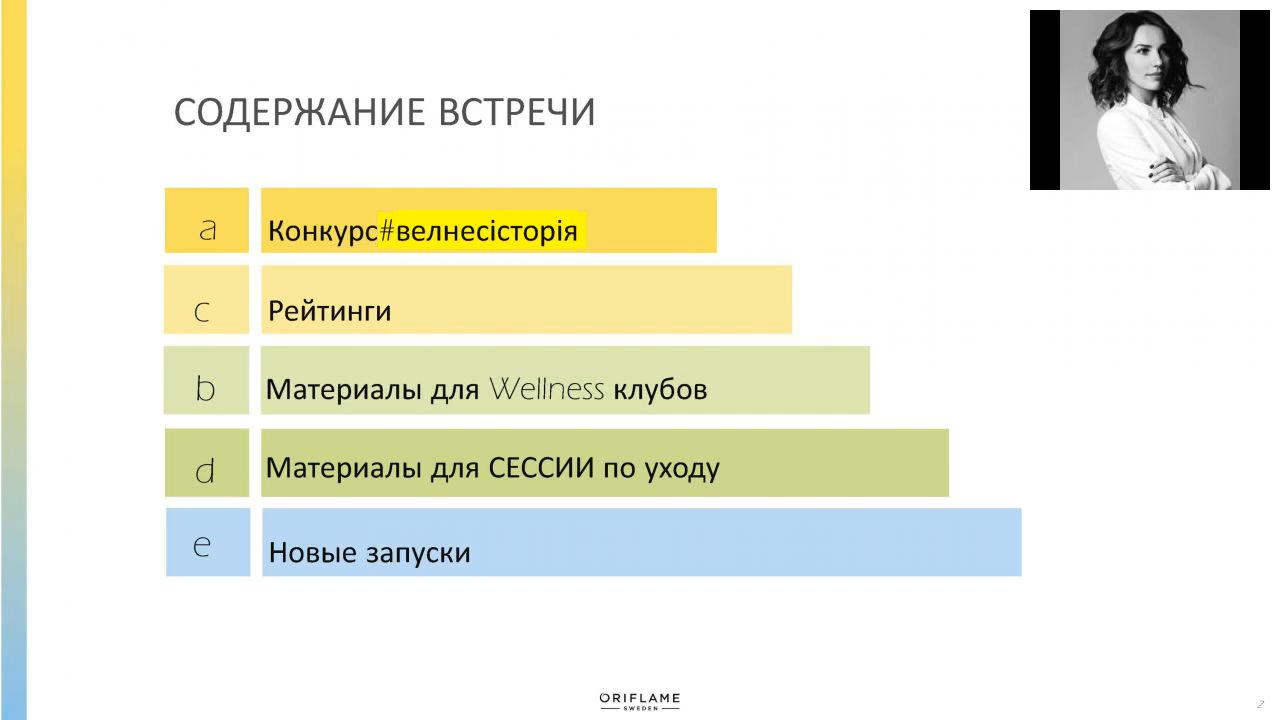 СОДЕРЖАНИЕ ВСТРЕЧИ
a Конкурс#велнесісторія
c Рейтинги
b Материалы для Wellness клубов
d Материалы для СЕССИИ по уходу
e Новые запуски
ORIFLAME
SWEDEN
2